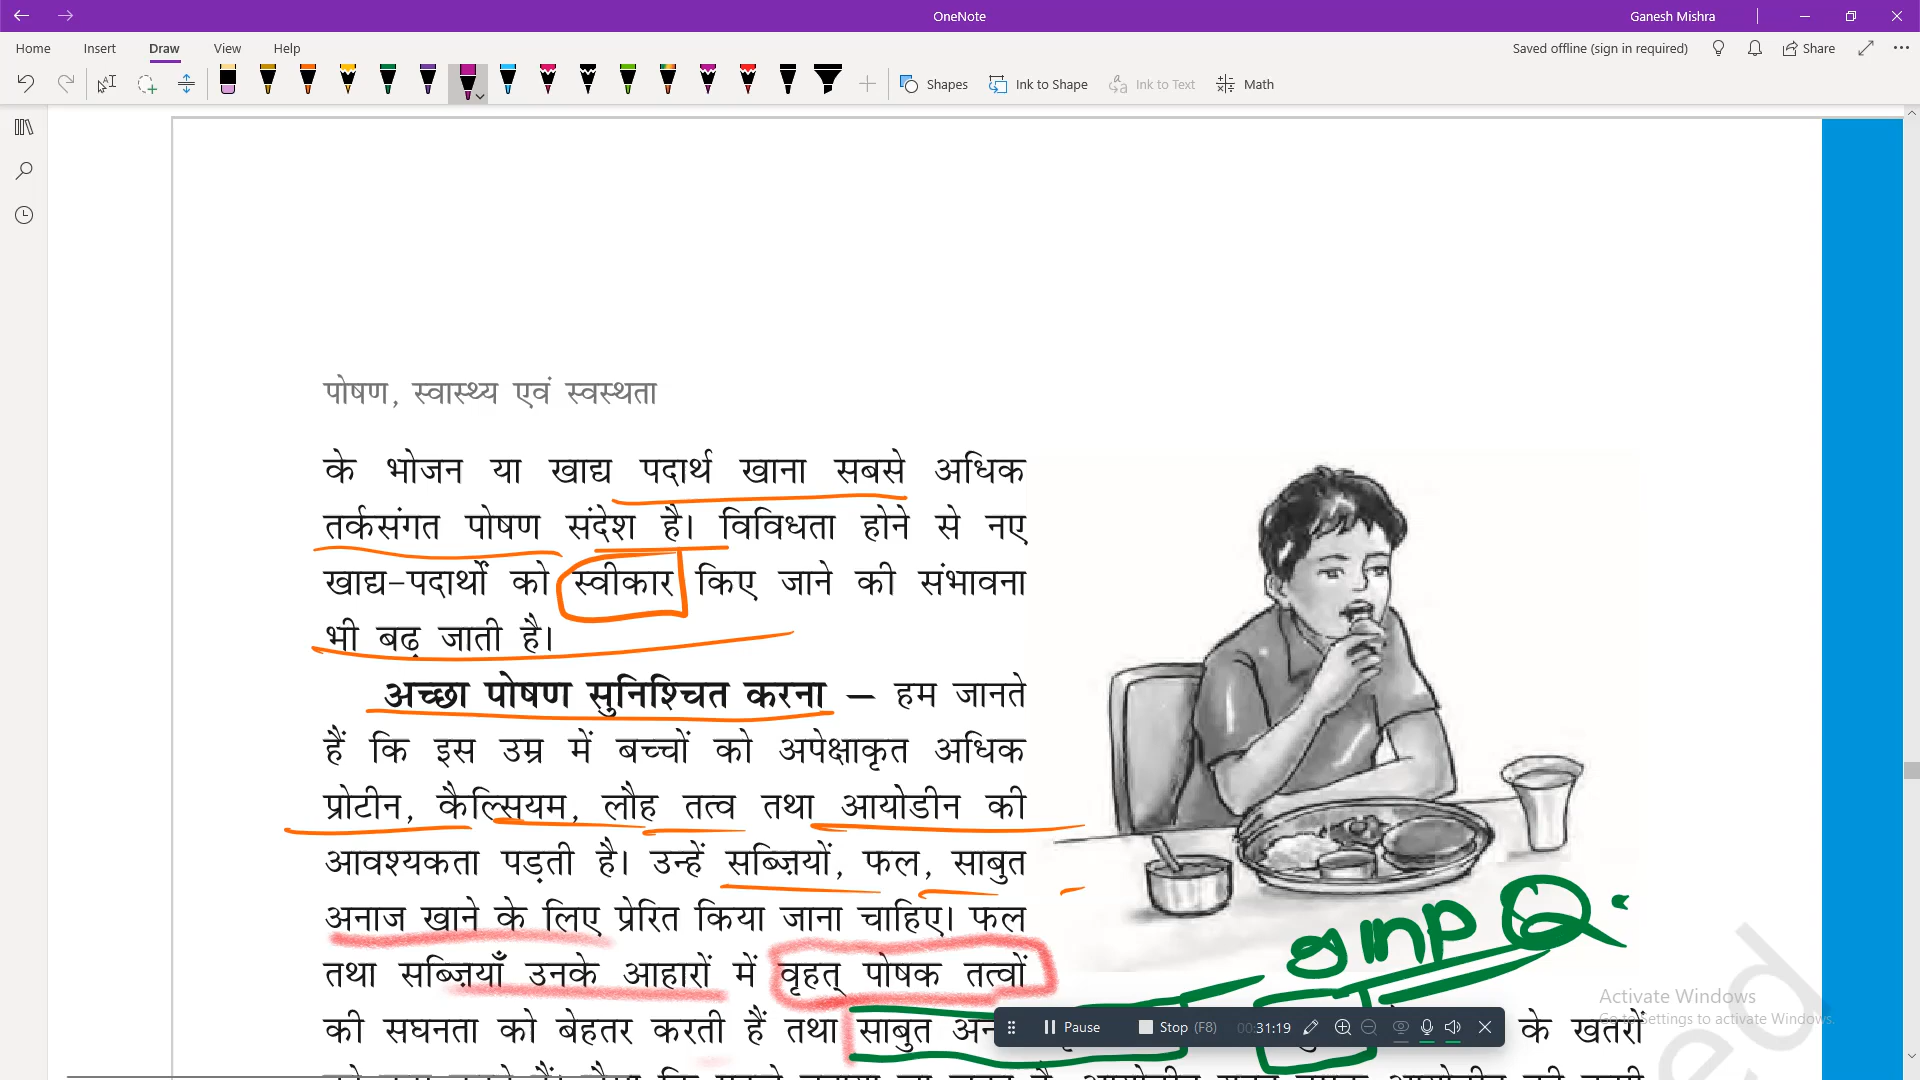 OneNote
Ganesh Mishra
Home Insert Draw View Help
Saved offline (sign in required) Share
Shapes Ink to Shape Ink to Text Math
पोषण, स्वास्थ्य एवं स्वस्थता
के भोजन या खाद्य पदार्थ खाना सबसे अधिक
तर्कसंगत पोषण संदेश है। विविधता होने से नए
खाद्य–पदार्थों को स्वीकार किए जाने की संभावना
भी बढ़ जाती है।
अच्छा पोषण सुनिश्चित करना – हम जानते
हैं कि इस उम्र में बच्चों को अपेक्षाकृत अधिक
प्रोटीन, कैल्सियम, लौह तत्व तथा आयोडीन की
आवश्यकता पड़ती है। उन्हें सब्ज़ियों, फल, साबुत
अनाज खाने के लिए प्रेरित किया जाना चाहिए। फल
तथा सब्ज़ियाँ उनके आहारों में वृहत् पोषक तत्वों
की सघनता को बेहतर करती हैं तथा साबुत के खतरों
Imp Q
Activate Windows
Go to Settings to activate Windows.
Pause Stop (F8) 00:31:19
ed